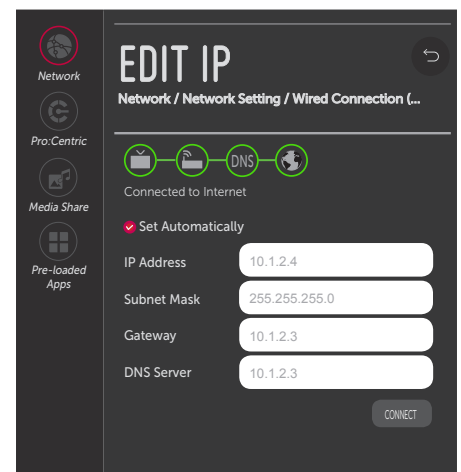 EDIT IP
Network / Network Setting / Wired Connection (...
Network
Pro:Centric
Media Share
Pre-loaded
Apps
DNS
Connected to Internet
Set Automatically
IP Address 10.1.2.4
Subnet Mask 255.255.255.0
Gateway 10.1.2.3
DNS Server 10.1.2.3
CONNECT